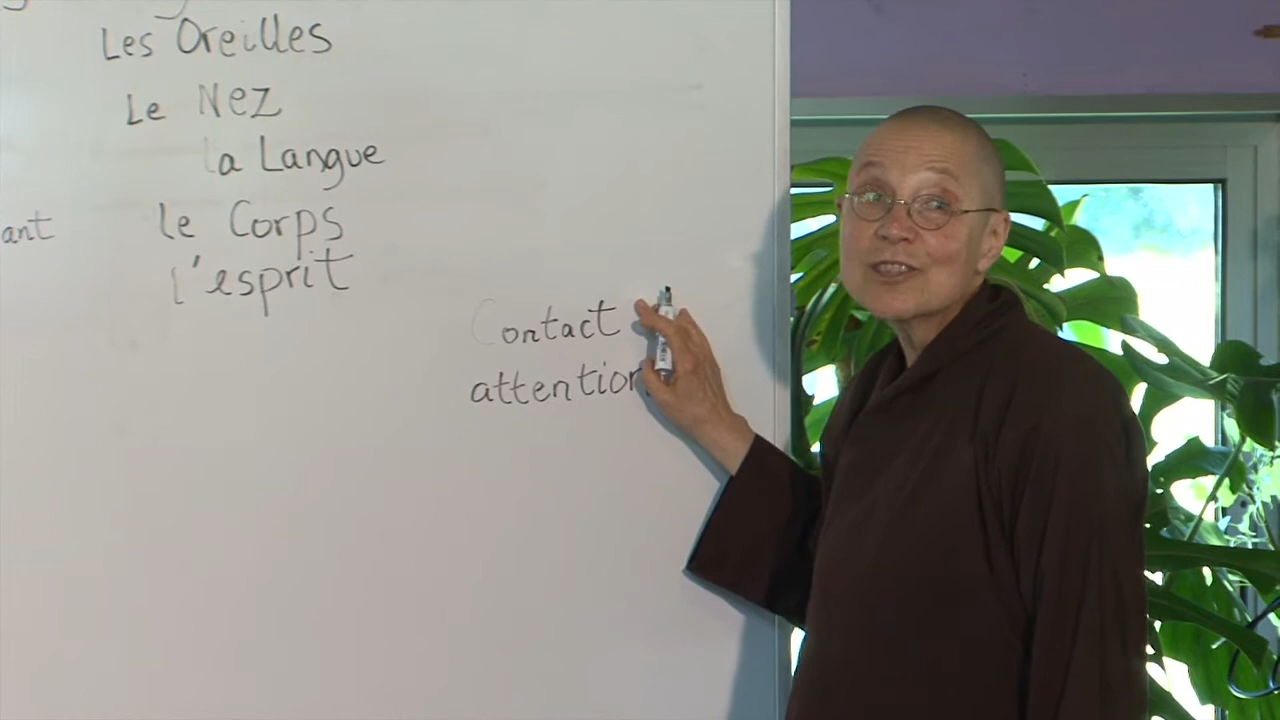 Les Oreilles
Le Nez
la Langue
ant le Corps
l'esprit
Contact
attention